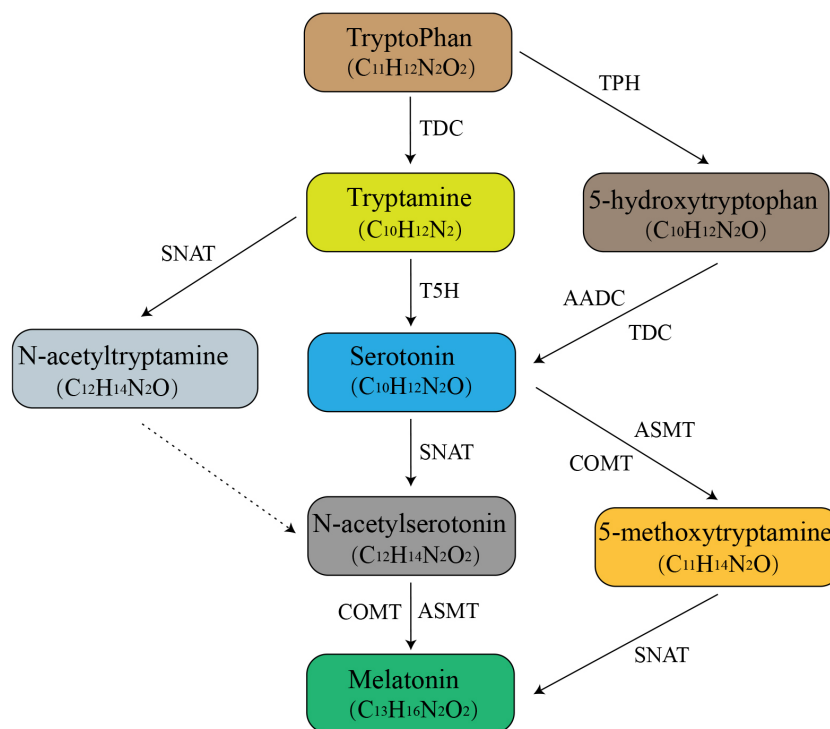 TryptoPhan
(C₁₁H₁₂N₂O₂)
TPH
TDC
Tryptamine
(C₁₀H₁₂N₂)
5-hydroxytryptophan
(C₁₀H₁₂N₂O)
SNAT
T5H
AADC
TDC
N-acetyltryptamine
(C₁₂H₁₄N₂O)
Serotonin
(C₁₀H₁₂N₂O)
SNAT
ASMT
COMT
N-acetylserotonin
(C₁₂H₁₄N₂O₂)
5-methoxytryptamine
(C₁₁H₁₄N₂O)
COMT ASMT
SNAT
Melatonin
(C₁₃H₁₆N₂O₂)